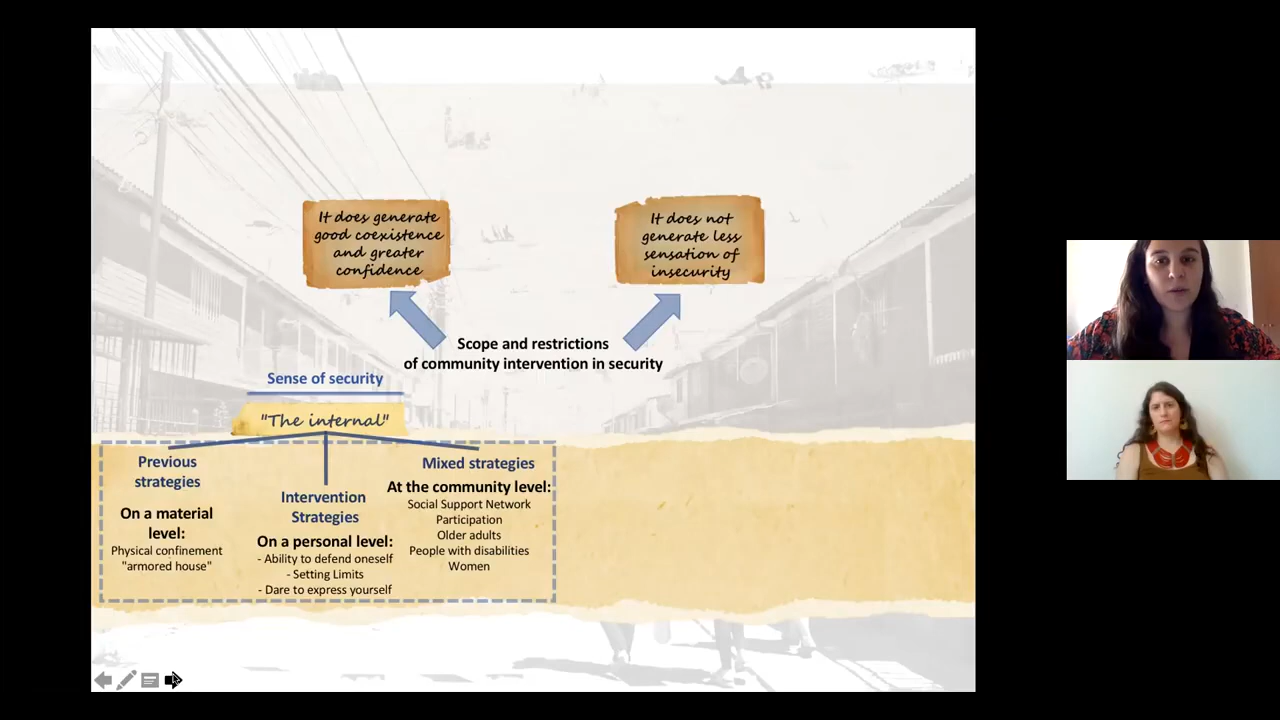 It does generate
good coexistence
and greater
confidence
It does not
generate less
sensation of
insecurity
Scope and restrictions
of community intervention in security
Sense of security
"The internal"
Previous
strategies
On a material
level:
Physical confinement
"armored house"
Intervention
Strategies
On a personal level:
- Ability to defend oneself
- Setting Limits
- Dare to express yourself
Mixed strategies
At the community level:
Social Support Network
Participation
Older adults
People with disabilities
Women